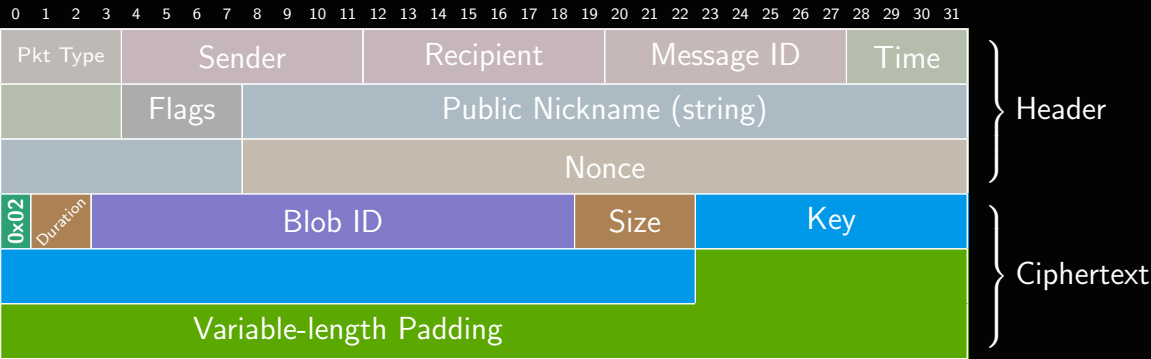 0 1 2 3 4 5 6 7 8 9 10 11 12 13 14 15 16 17 18 19 20 21 22 23 24 25 26 27 28 29 30 31
Pkt Type Sender Recipient Message ID Time
Flags Public Nickname (string) Header
Nonce
0x02 Duration Blob ID Size Key
Ciphertext
Variable-length Padding